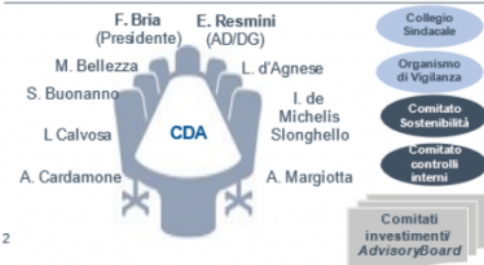 F. Bria
(Presidente)
E. Resmini
(AD/DG)
M. Bellezza
L. d'Agnese
S. Buonanno
I. de
Michelis
Slonghello
L Calvosa
CDA
A. Cardamone
A. Margiotta
Collegio
Sindacale
Organismo
di Vigilanza
Comitato
Sostenibilità
Comitato
controlli
interni
Comitati
investimenti/
AdvisoryBoard
2